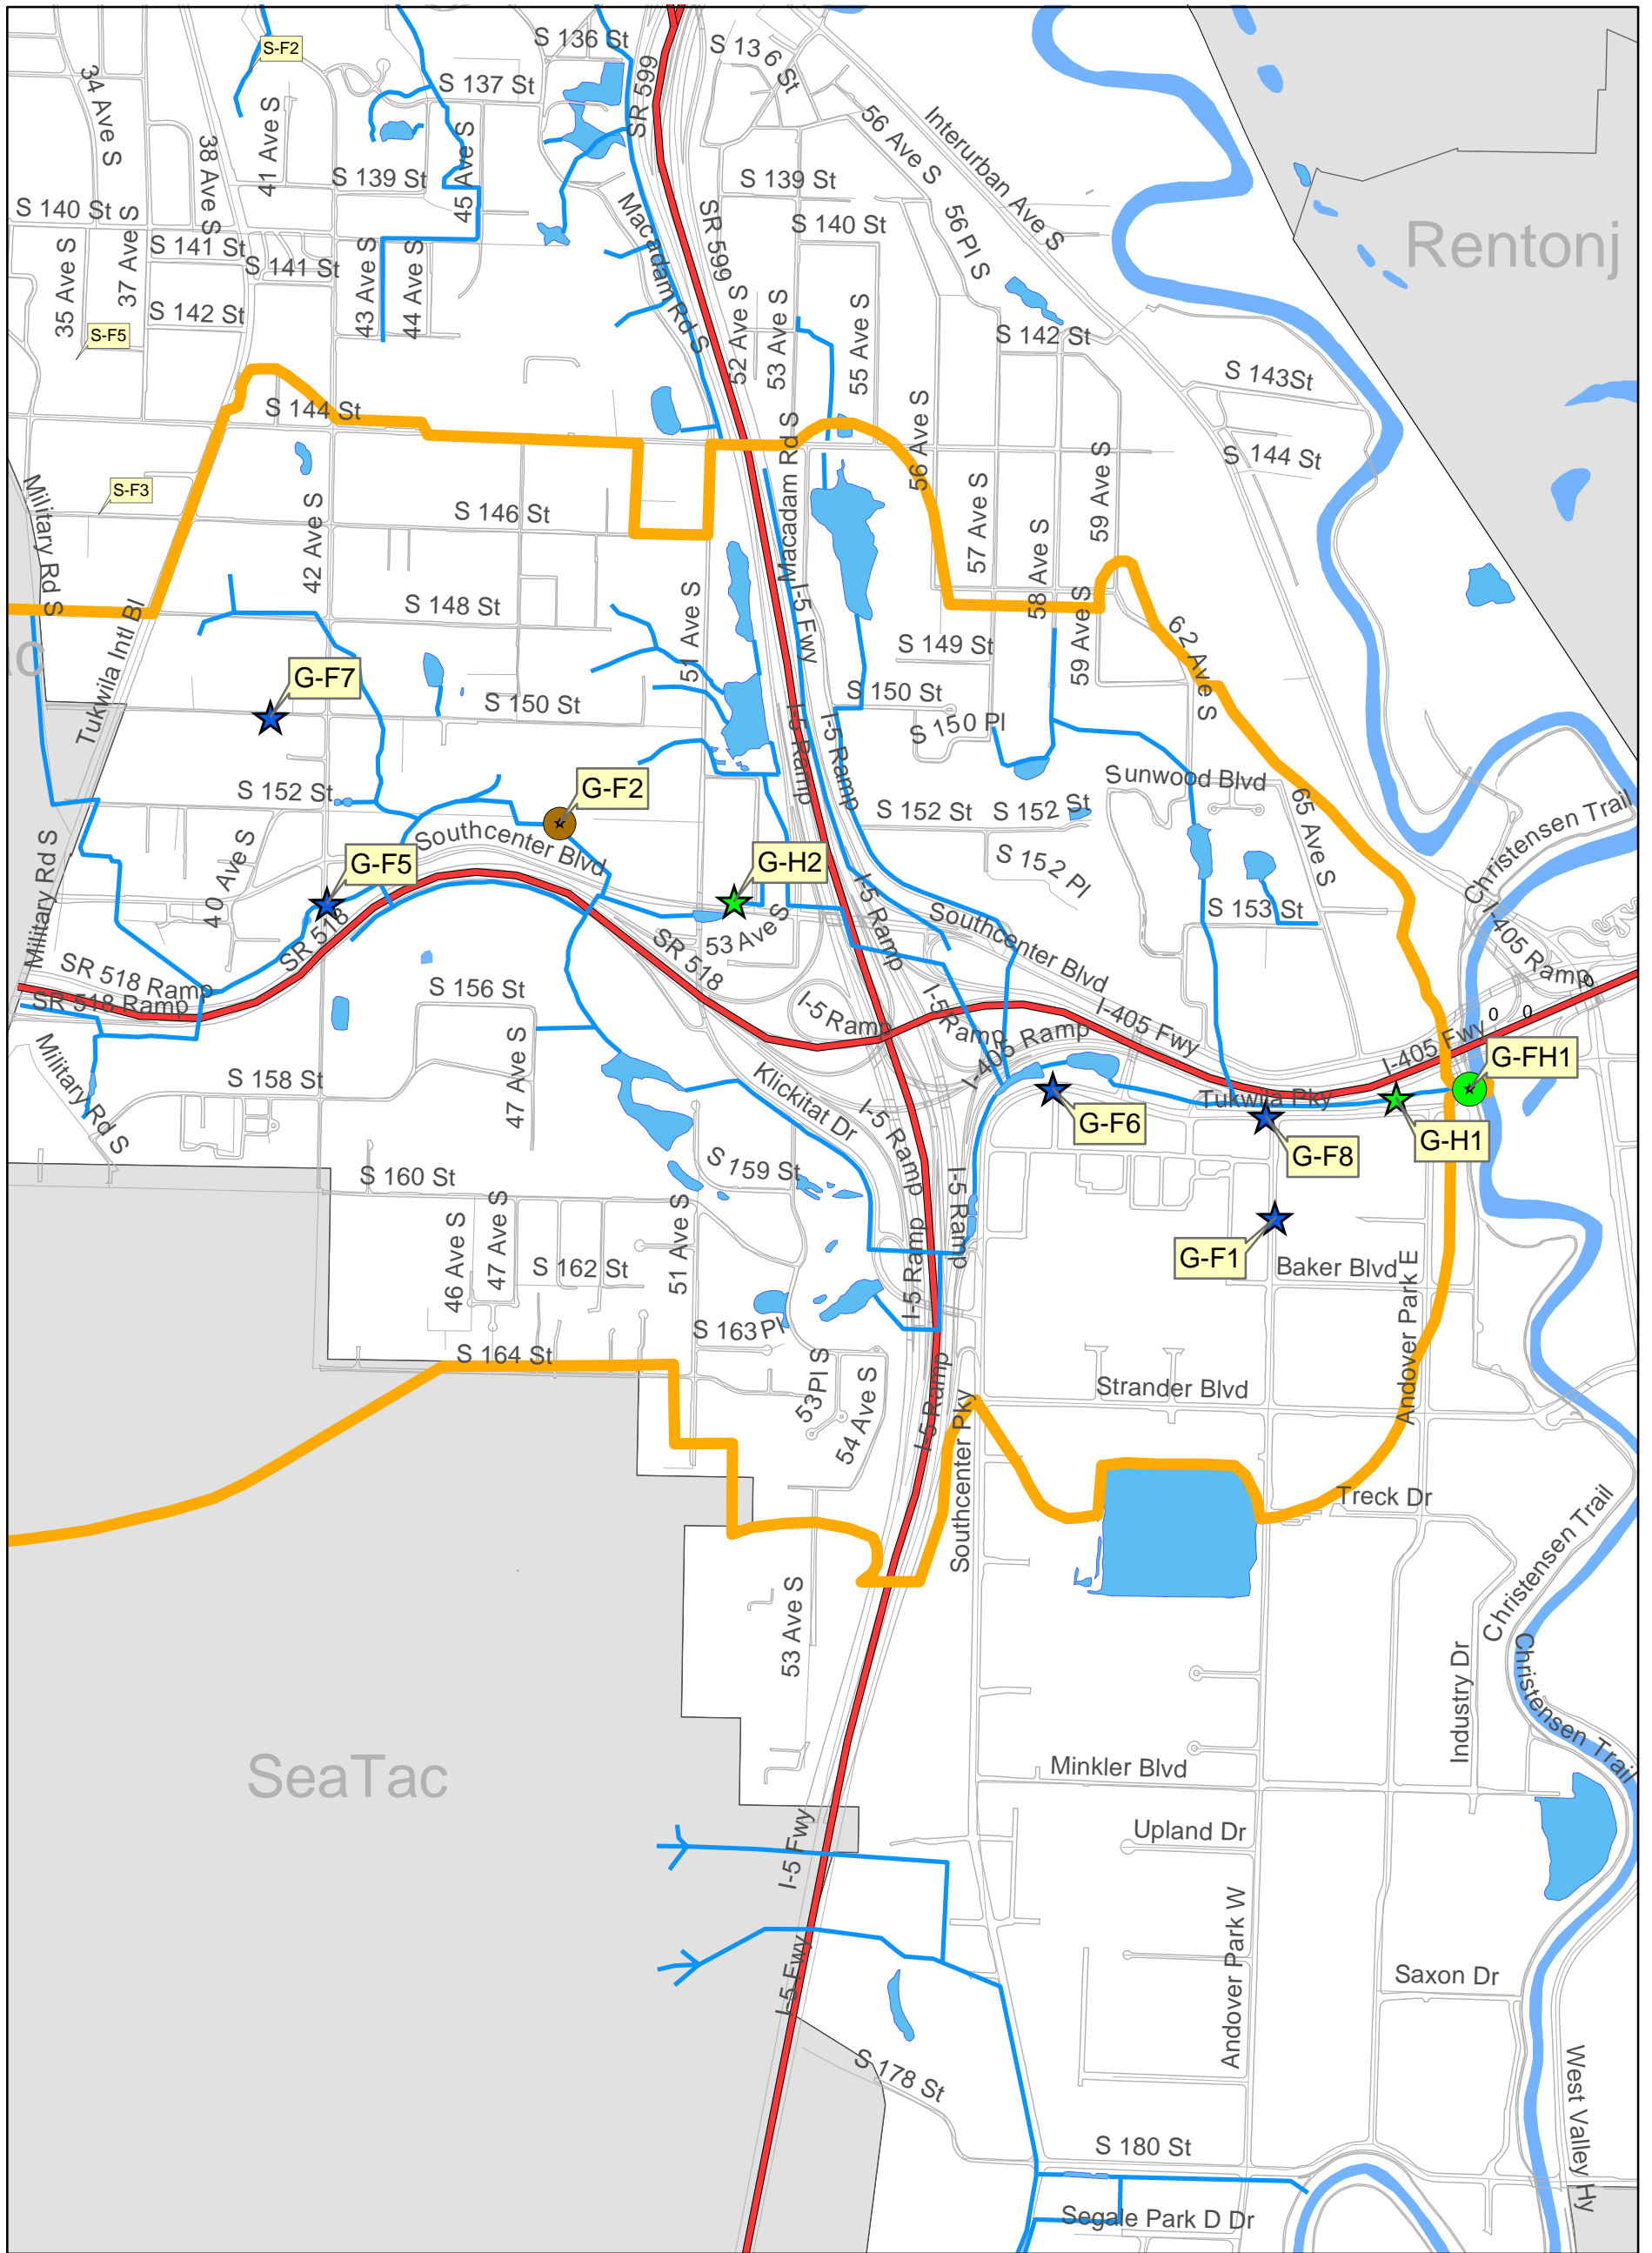 S-F2
S 136 St
S 13 6 St
34 Ave S
41 Ave S
S 137 St
SR 599
56 Ave S
Interurban Ave S
38 Ave S
S 139 St
45 Ave S
S 139 St
Rentonj
S 140 St
37 Ave S
S 141 St
S 141 St
Macadam Rd S
SR 599
S 140 St
56 Pl S
35 Ave S
43 Ave S
44 Ave S
S 142 St
S-F5
52 Ave S
53 Ave S
55 Ave S
S 142 St
S 143St
S 144 St
Macadam Rd S
56 Ave S
S 144 St
Military Rd S
S-F3
42 Ave S
S 146 St
57 Ave S
59 Ave S
58 Ave S
S 148 St
51 Ave S
I-5 Fwy
S 149 St
59 Ave S
62 Ave S
ac
Tukwila Intl Bl
G-F7
S 150 St
I-5 Ramp
I-5 Ramp
S 150 St
S 150 Pl
S 152 St
G-F2
Sunwood Blvd
65 Ave S
S 152 St
S 152 St
Christensen Trail
Military Rd S
40 Ave S
Southcenter Blvd
G-F5
G-H2
S 152 Pl
S 153 St
SR 518
53 Ave S
SR 518
I-5 Ramp
Southcenter Blvd
I-405 Ramp
SR 518 Ramp
SR 518 Ramp
S 156 St
I-5 Ramp
I-5 Ramp
I-405 Ramp
I-405 Fwy
I-405 Fwy
0
0
0
G-FH1
Military Rd S
S 158 St
47 Ave S
Klickitat Dr
I-5 Ramp
G-F6
Tukwila Pky
G-F8
G-H1
S 160 St
S 159 St
I-5 Ramp
46 Ave S
47 Ave S
S 162 St
51 Ave S
I-5 Ramp
G-F1
Baker Blvd
Andover Park E
S 163 Pl
S 164 St
53 Pl S
54 Ave S
I-5 Ramp
Southcenter Pky
Strander Blvd
Treck Dr
Christensen Trail
53 Ave S
Industry Dr
Christensen Trail
SeaTac
Minkler Blvd
I-5 Fwy
Upland Dr
Andover Park W
I-5 Fwy
Saxon Dr
S 178 St
West Valley Hy
S 180 St
Segale Park D Dr